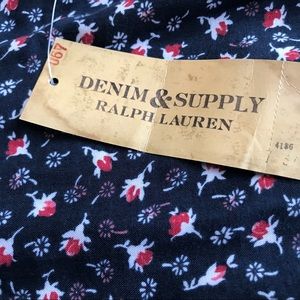 067
DENIM & SUPPLY
RALPH LAUREN
4186